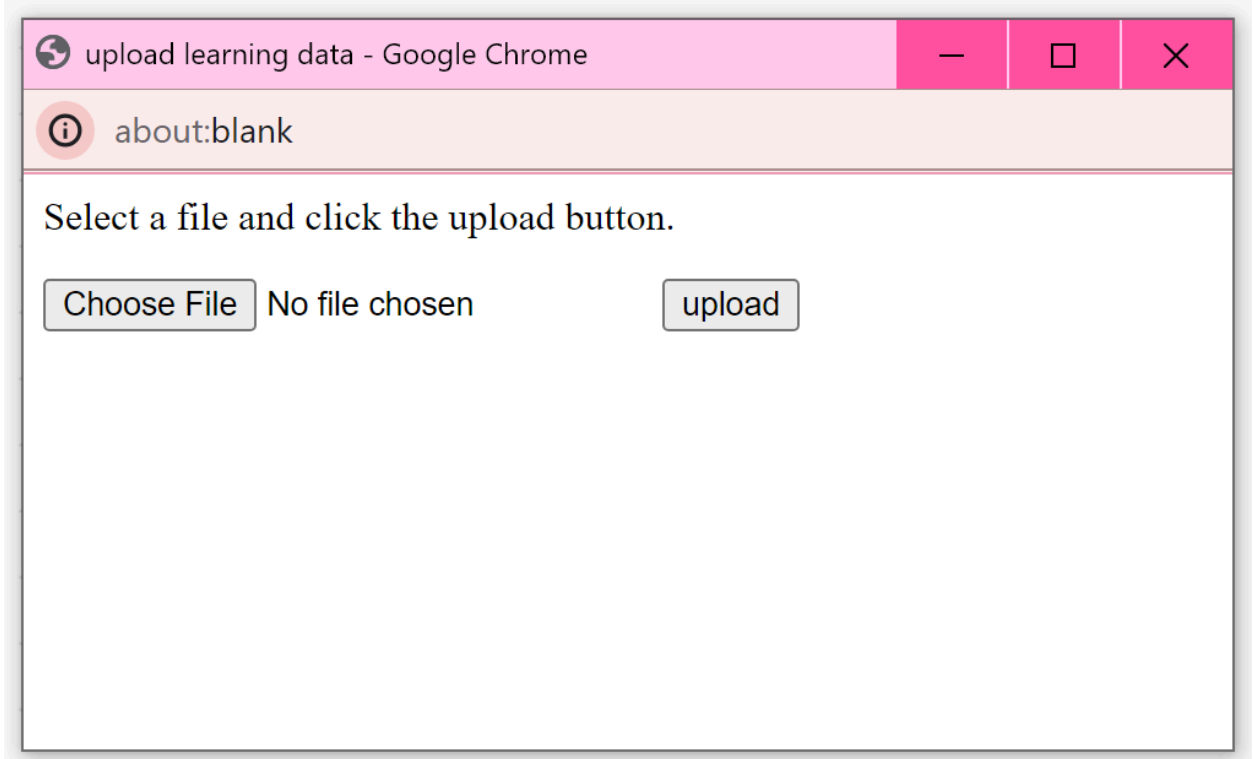 upload learning data - Google Chrome
about:blank
Select a file and click the upload button.
Choose File No file chosen upload